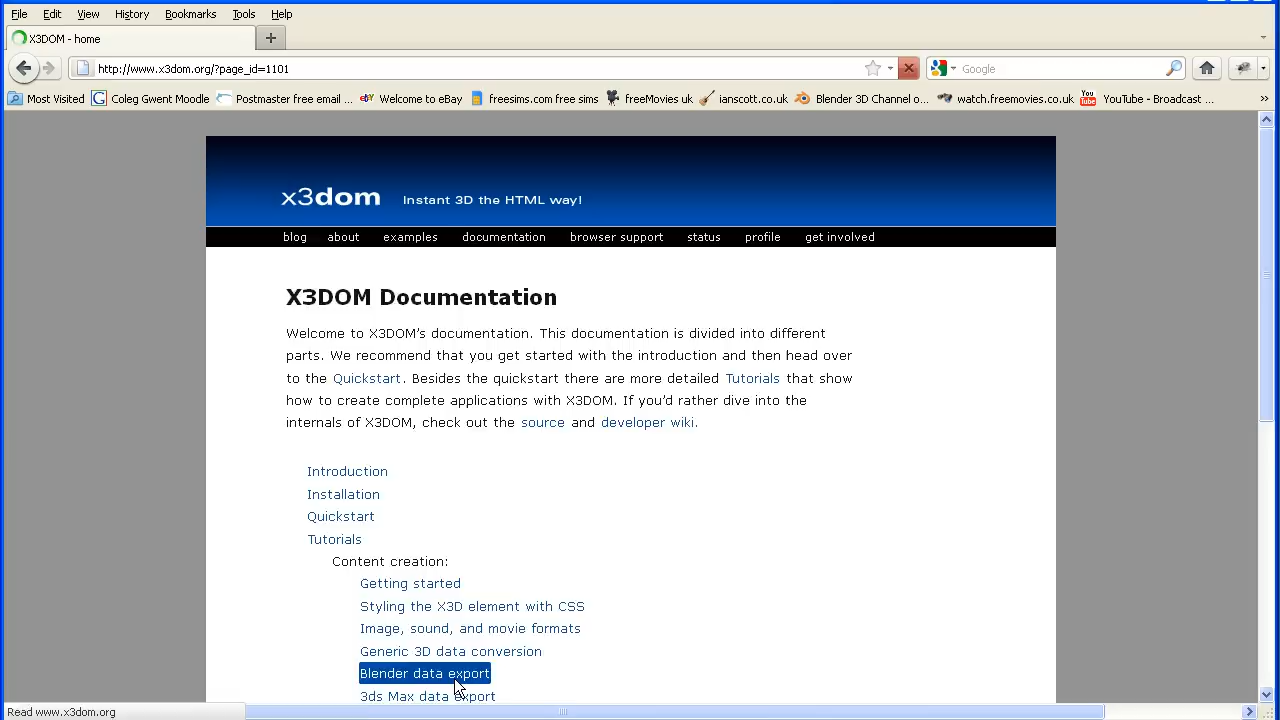 File Edit View History Bookmarks Tools Help
X3DOM - home
http://www.x3dom.org/?page_id=1101
Google
Most Visited Coleg Gwent Moodle Postmaster free email ... Welcome to eBay freesims.com free sims freeMovies uk ianscott.co.uk Blender 3D Channel o... watch.freemovies.co.uk You Tube YouTube - Broadcast ... »
x3dom Instant 3D the HTML way!
blog about examples documentation browser support status profile get involved
X3DOM Documentation
Welcome to X3DOM’s documentation. This documentation is divided into different
parts. We recommend that you get started with the introduction and then head over
to the Quickstart. Besides the quickstart there are more detailed Tutorials that show
how to create complete applications with X3DOM. If you’d rather dive into the
internals of X3DOM, check out the source and developer wiki.
Introduction
Installation
Quickstart
Tutorials
Content creation:
Getting started
Styling the X3D element with CSS
Image, sound, and movie formats
Generic 3D data conversion
Blender data export
3ds Max data export
Read www.x3dom.org